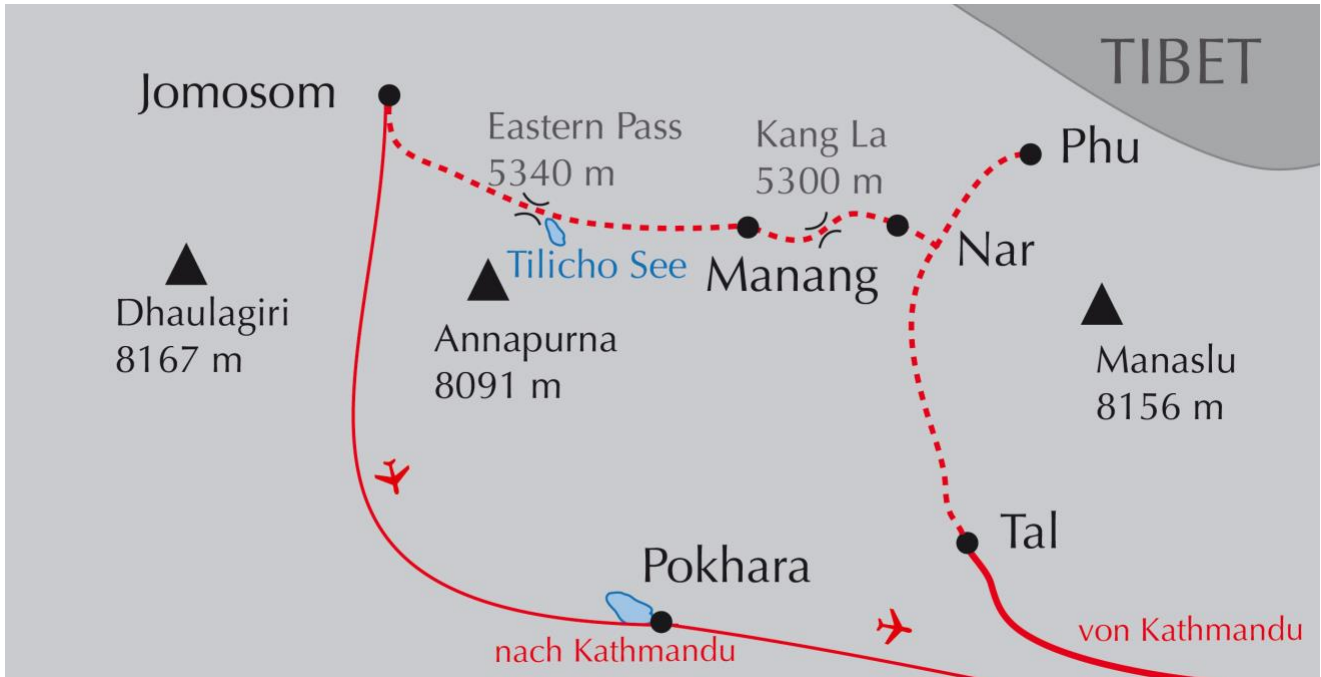 TIBET
Jomosom
Eastern Pass
5340 m
Kang La
5300 m
Phu
Tilicho See
Manang
Nar
Dhaulagiri
8167 m
Annapurna
8091 m
Manaslu
8156 m
Tal
Pokhara
nach Kathmandu
von Kathmandu